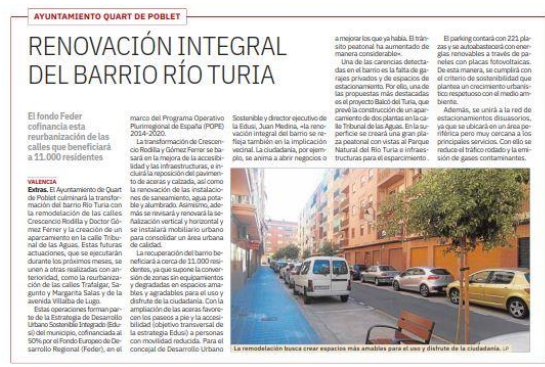 AYUNTAMIENTO QUART DE POBLET
RENOVACIÓN INTEGRAL
DEL BARRIO RÍO TURIA
El fondo Feder
cofinancia esta
reurbanización de las
calles que beneficiará
a 11.000 residentes
VALENCIA
Extras. El Ayuntamiento de Quart
de Poblet culminará la transfor-
mación del barrio Río Turia con
la remodelación de las calles
Crescencio Rodilla y Doctor Gó-
mez Ferrer y la creación de un
aparcamiento en la calle Tribu-
nal de las Aguas. Estas futuras
actuaciones, que se ejecutarán
durante los próximos meses, se
unen a otras realizadas con an-
terioridad, como la reurbaniza-
ción de las calles Trafalgar, Sa-
gunto y Margarita Salas y de la
avenida Villalba de Lugo.
Estas operaciones forman par-
te de la Estrategia de Desarrollo
Urbano Sostenible Integrado (Edu-
si) del municipio, cofinanciada al
50% por el Fondo Europeo de De-
sarrollo Regional (Feder), en el
marco del Programa Operativo
Plurirregional de España (POPE)
2014-2020.
La transformación de Crescen-
cio Rodilla y Gómez Ferrer se ba-
sará en la mejora de la accesibi-
lidad y las infraestructuras, e in-
cluirá la reposición del pavimen-
to de aceras y calzada, así como
la renovación de las instalacio-
nes de saneamiento, agua pota-
ble y alumbrado. Asimismo, ade-
más se revisará y renovará la se-
ñalización vertical y horizontal y
se instalará mobiliario urbano
para consolidar un área urbana
de calidad.
La recuperación del barrio be-
neficiará a cerca de 11.000 resi-
dentes, ya que supone la conver-
sión de zonas sin equipamientos
y degradadas en espacios ama-
bles y agradables para el uso y
disfrute de la ciudadanía. Con la
ampliación de las aceras favore-
cen los paseos a pie y la accesi-
bilidad (objetivo transversal de
la estrategia Edusi) a personas
con movilidad reducida. Para el
concejal de Desarrollo Urbano
Sostenible y director ejecutivo de
la Edusi, Juan Medina, «la reno-
vación integral del barrio se re-
fleja también en la implicación
vecinal. La ciudadanía, por ejem-
plo, se anima a abrir negocios o
a mejorar los que ya había. El trán-
sito peatonal ha aumentado de
manera considerable».
Una de las carencias detecta-
das en el barrio es la falta de ga-
rajes privados y de espacios de
estacionamiento. Por ello, una de
las propuestas más destacadas
es el proyecto Balcó del Turia, que
prevé la construcción de un apar-
camiento de dos plantas en la ca-
lle Tribunal de las Aguas. En la su-
perficie se creará una gran pla-
za peatonal con vistas al Parque
Natural del Río Turia e infraes-
tructuras para el esparcimiento.
El parking contará con 221 pla-
zas y se autoabastecerá con ener-
gías renovables a través de pa-
neles con placas fotovoltaicas.
De esta manera, se cumplirá con
el criterio de sostenibilidad que
plantea un crecimiento urbanís-
tico respetuoso con el medio am-
biente.
Además, se unirá a la red de
estacionamientos disuasorios,
ya que se ubicará en un área pe-
riférica pero muy cercana a los
principales servicios. Con ello se
reduce el tráfico rodado y la emi-
sión de gases contaminantes.
La remodelación busca crear espacios más amables para el uso y disfrute de la ciudadanía. LP